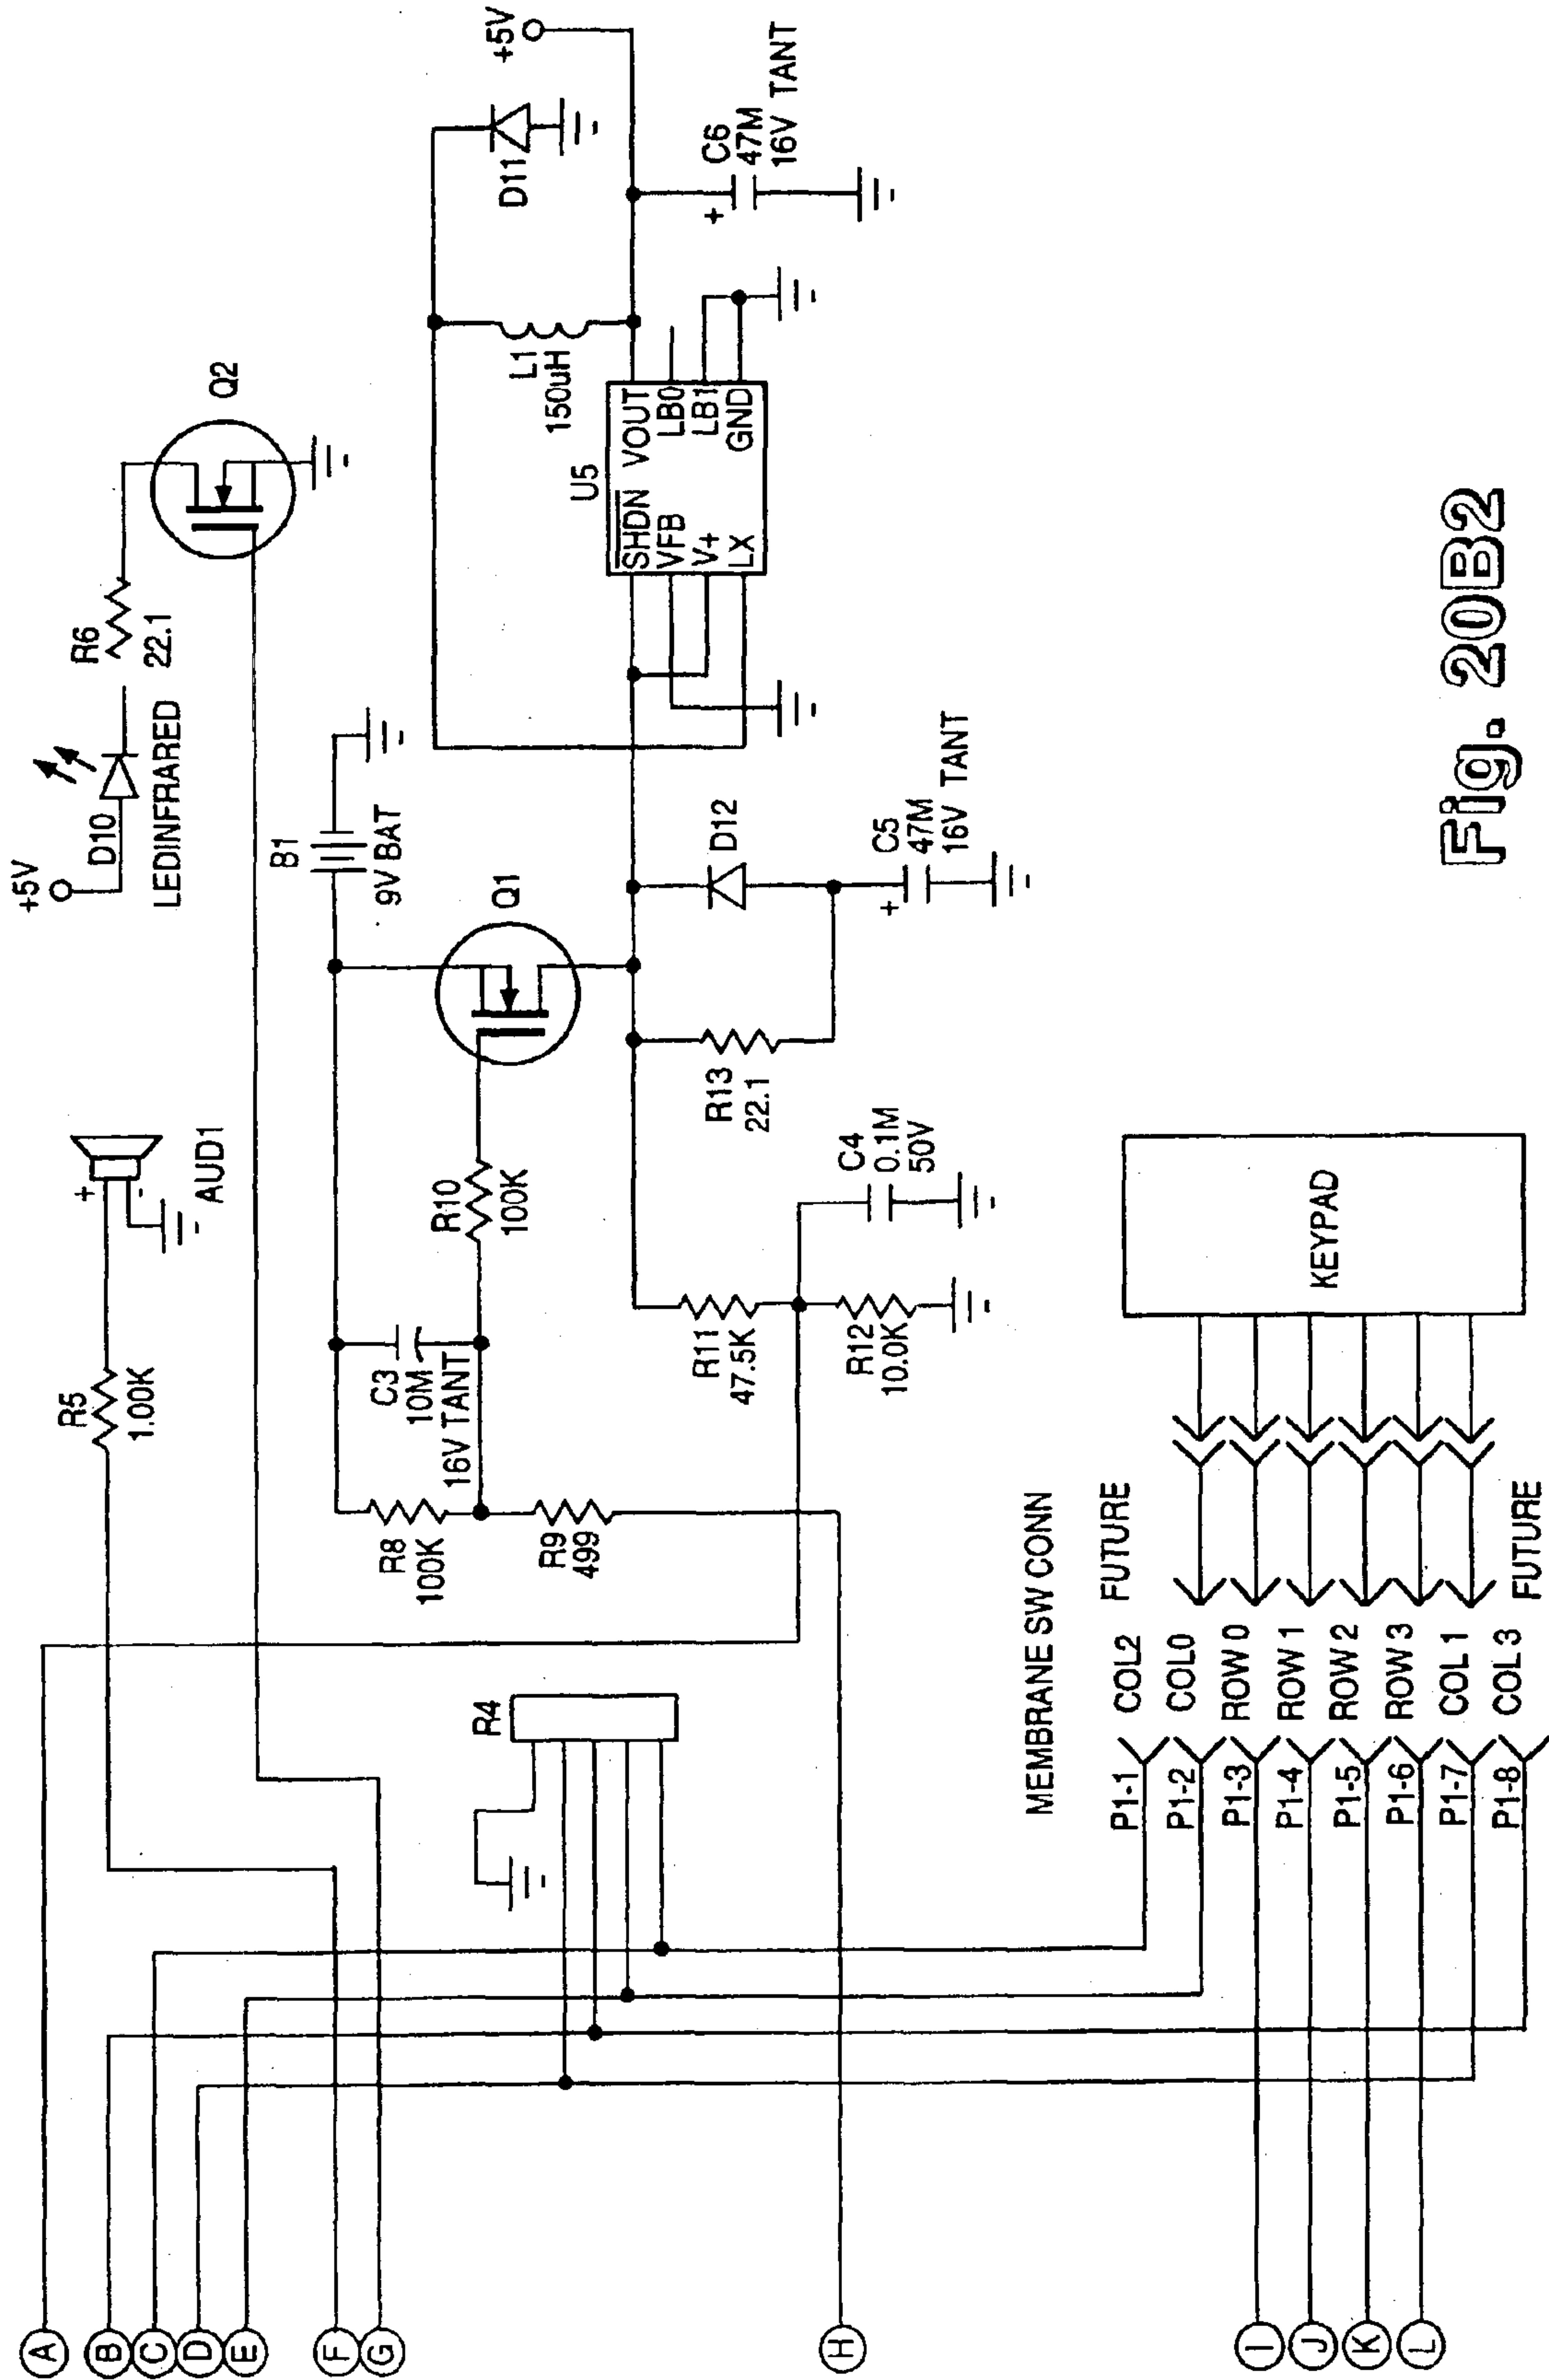 +5V
D10
LEDINFRARED
R6
22.1
Q2
R5
1.00K
+
-
AUD1
B1
9V BAT
+5V
D11
L1
150uH
C6
47M
16V TANT
+
U5
SHDN VOUT
VFB LB0
V+ LB1
LX GND
Q1
R10
100K
C3
10M
16V TANT
R8
100K
R9
499
D12
R13
22.1
C5
47M
16V TANT
+
R11
47.5K
R12
10.0K
C4
0.1M
50V
R4
A
B
C
D
E
F
G
H
I
J
K
L
MEMBRANE SW CONN
P1-1 COL2 FUTURE
P1-2 COL0
P1-3 ROW 0
P1-4 ROW 1
P1-5 ROW 2
P1-6 ROW 3
P1-7 COL 1
P1-8 COL 3 FUTURE
KEYPAD
Fig. 20B2